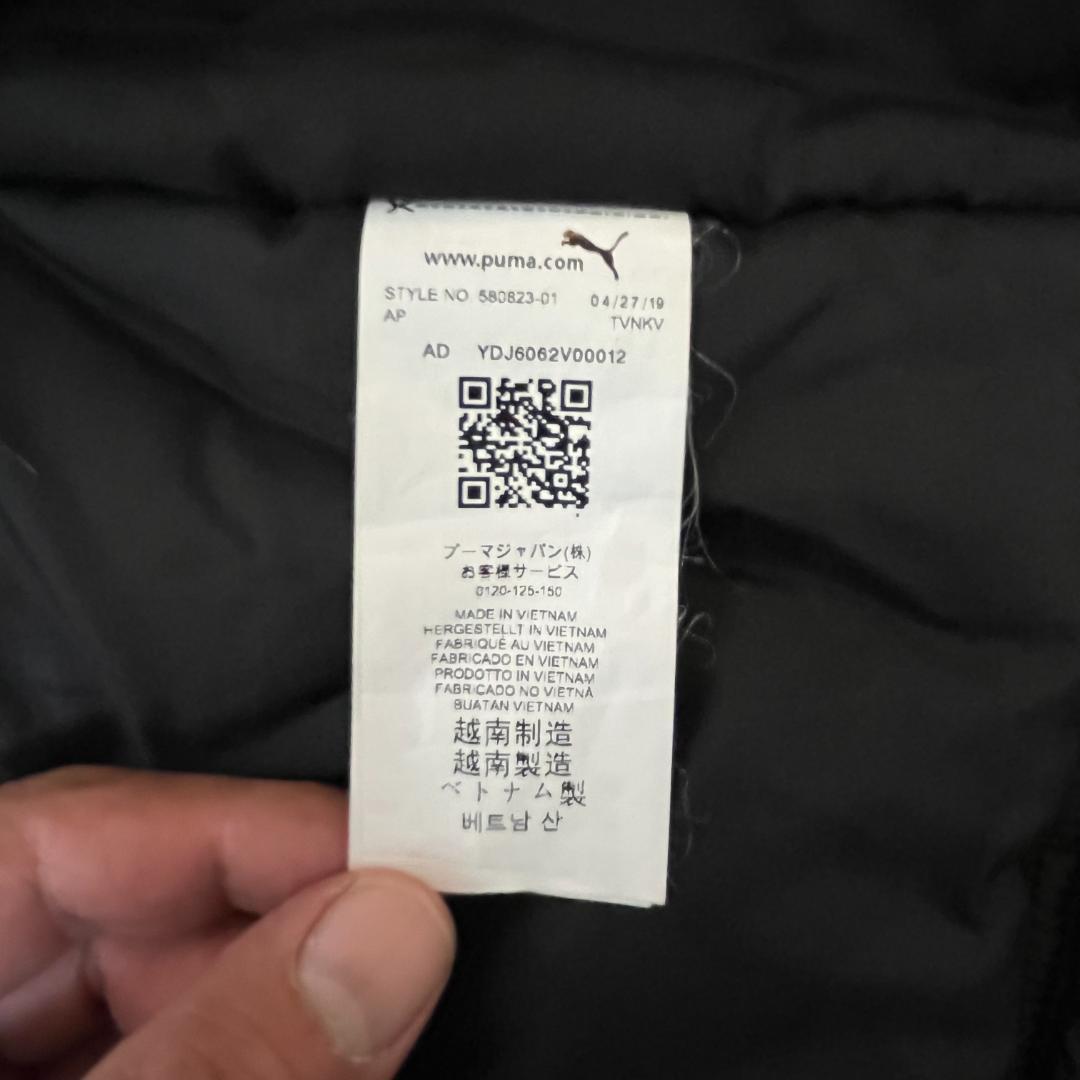 www.puma.com
STYLE NO. 580823-01 04/27/19
AP TVNKV
AD YDJ6062V00012
プーマジャパン(株)
お客様サービス
0120-125-150
MADE IN VIETNAM
HERGESTELLT IN VIETNAM
FABRIQUÉ AU VIETNAM
FABRICADO EN VIETNAM
PRODOTTO IN VIETNAM
FABRICADO NO VIETNÃ
BUATAN VIETNAM
越南制造
越南製造
ベトナム製
베트남 산